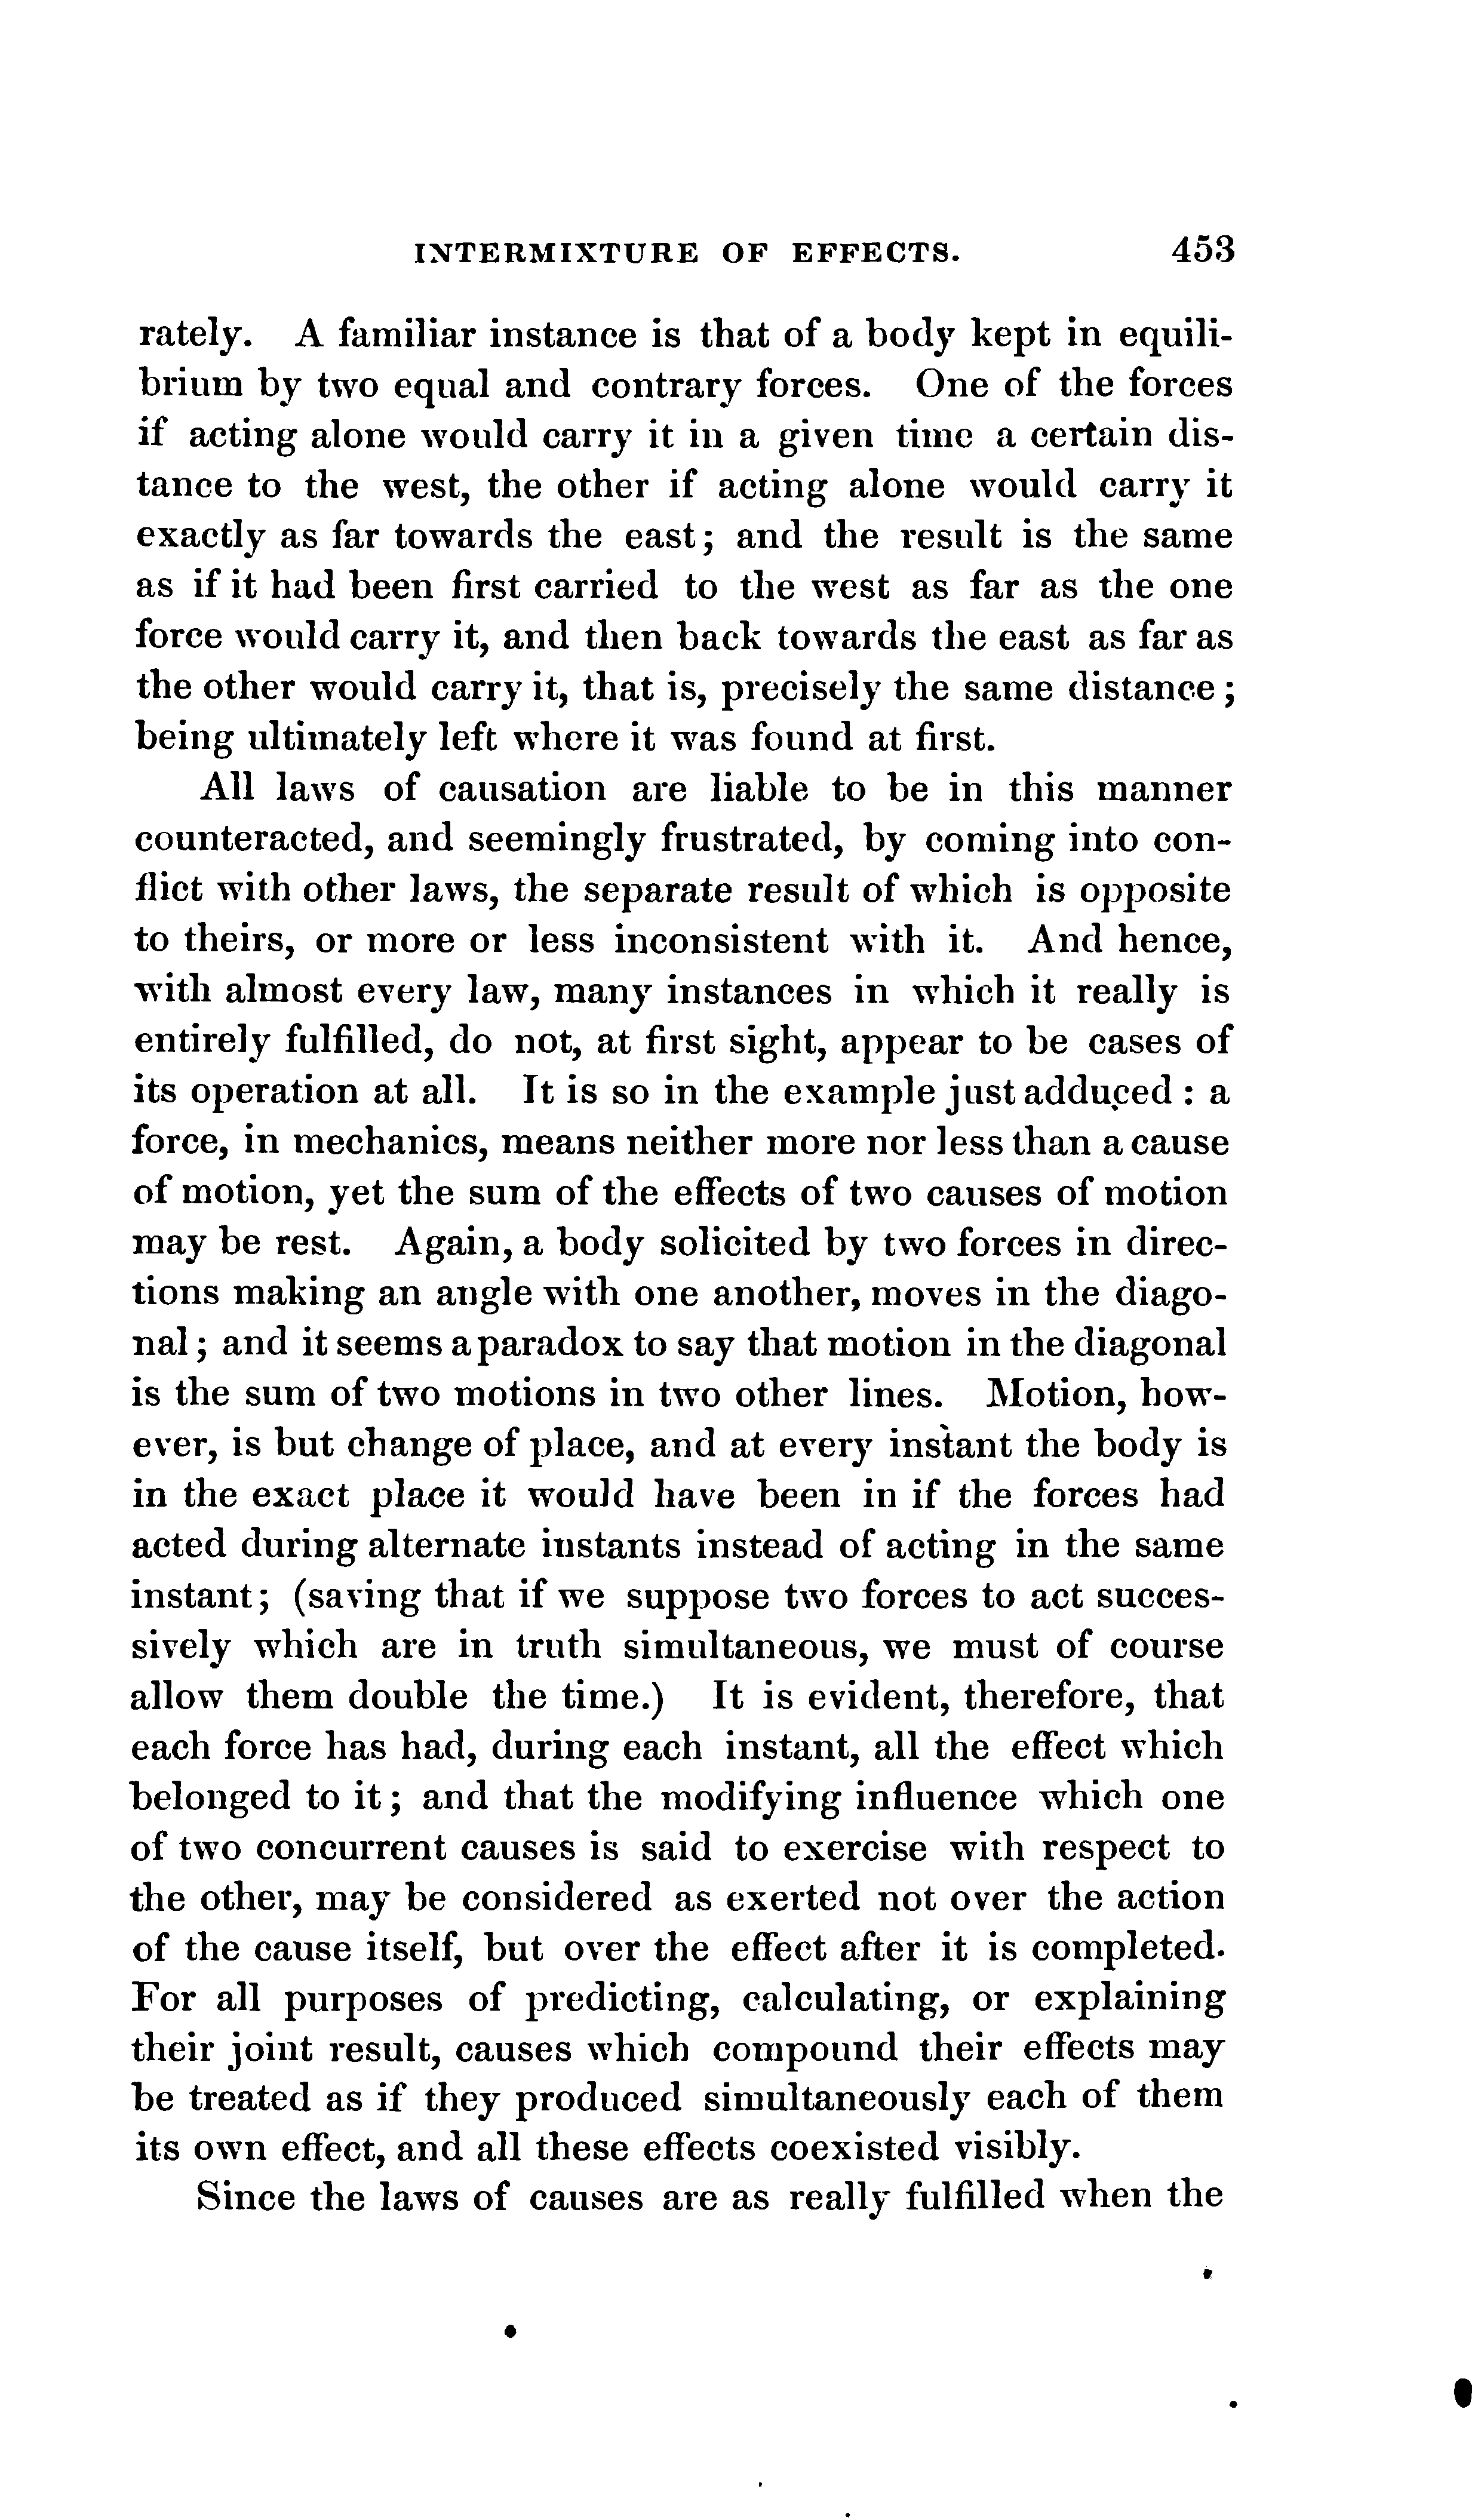 INTERMIXTURE OF EFFECTS. 453
rately. A familiar instance is that of a body kept in equili-
brium by two equal and contrary forces. One of the forces
if acting alone would carry it in a given time a certain dis-
tance to the west, the other if acting alone would carry it
exactly as far towards the east; and the result is the same
as if it had been first carried to the west as far as the one
force would carry it, and then back towards the east as far as
the other would carry it, that is, precisely the same distance;
being ultimately left where it was found at first.
All laws of causation are liable to be in this manner
counteracted, and seemingly frustrated, by coming into con-
flict with other laws, the separate result of which is opposite
to theirs, or more or less inconsistent with it. And hence,
with almost every law, many instances in which it really is
entirely fulfilled, do not, at first sight, appear to be cases of
its operation at all. It is so in the example just adduced : a
force, in mechanics, means neither more nor less than a cause
of motion, yet the sum of the effects of two causes of motion
may be rest. Again, a body solicited by two forces in direc-
tions making an angle with one another, moves in the diago-
nal; and it seems a paradox to say that motion in the diagonal
is the sum of two motions in two other lines. Motion, how-
ever, is but change of place, and at every instant the body is
in the exact place it would have been in if the forces had
acted during alternate instants instead of acting in the same
instant; (saving that if we suppose two forces to act succes-
sively which are in truth simultaneous, we must of course
allow them double the time.) It is evident, therefore, that
each force has had, during each instant, all the effect which
belonged to it; and that the modifying influence which one
of two concurrent causes is said to exercise with respect to
the other, may be considered as exerted not over the action
of the cause itself, but over the effect after it is completed.
For all purposes of predicting, calculating, or explaining
their joint result, causes which compound their effects may
be treated as if they produced simultaneously each of them
its own effect, and all these effects coexisted visibly.
Since the laws of causes are as really fulfilled when the